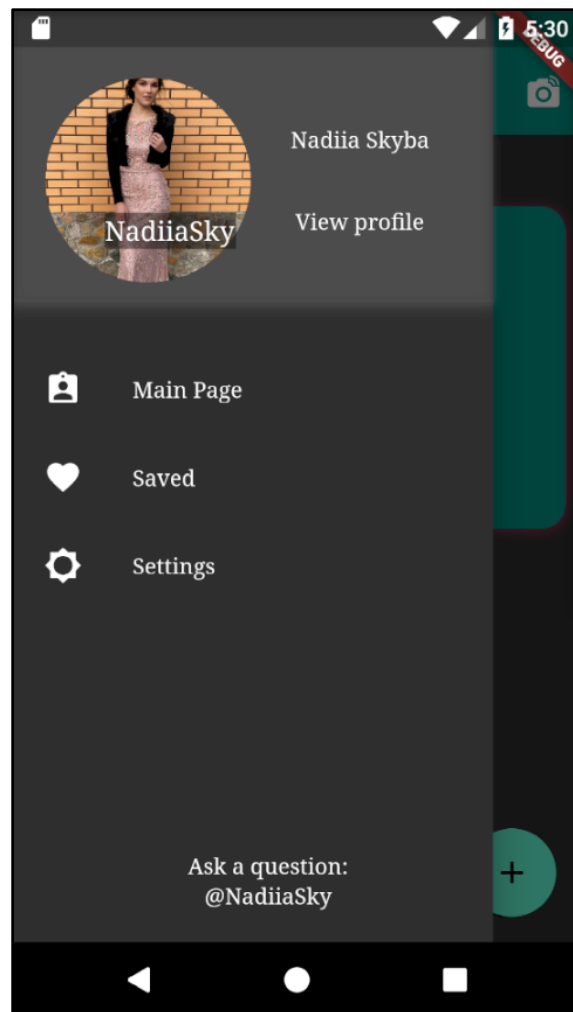 5:30
DEBUG
Nadiia Skyba
NadiiaSky
View profile
Main Page
Saved
Settings
Ask a question:
@NadiiaSky